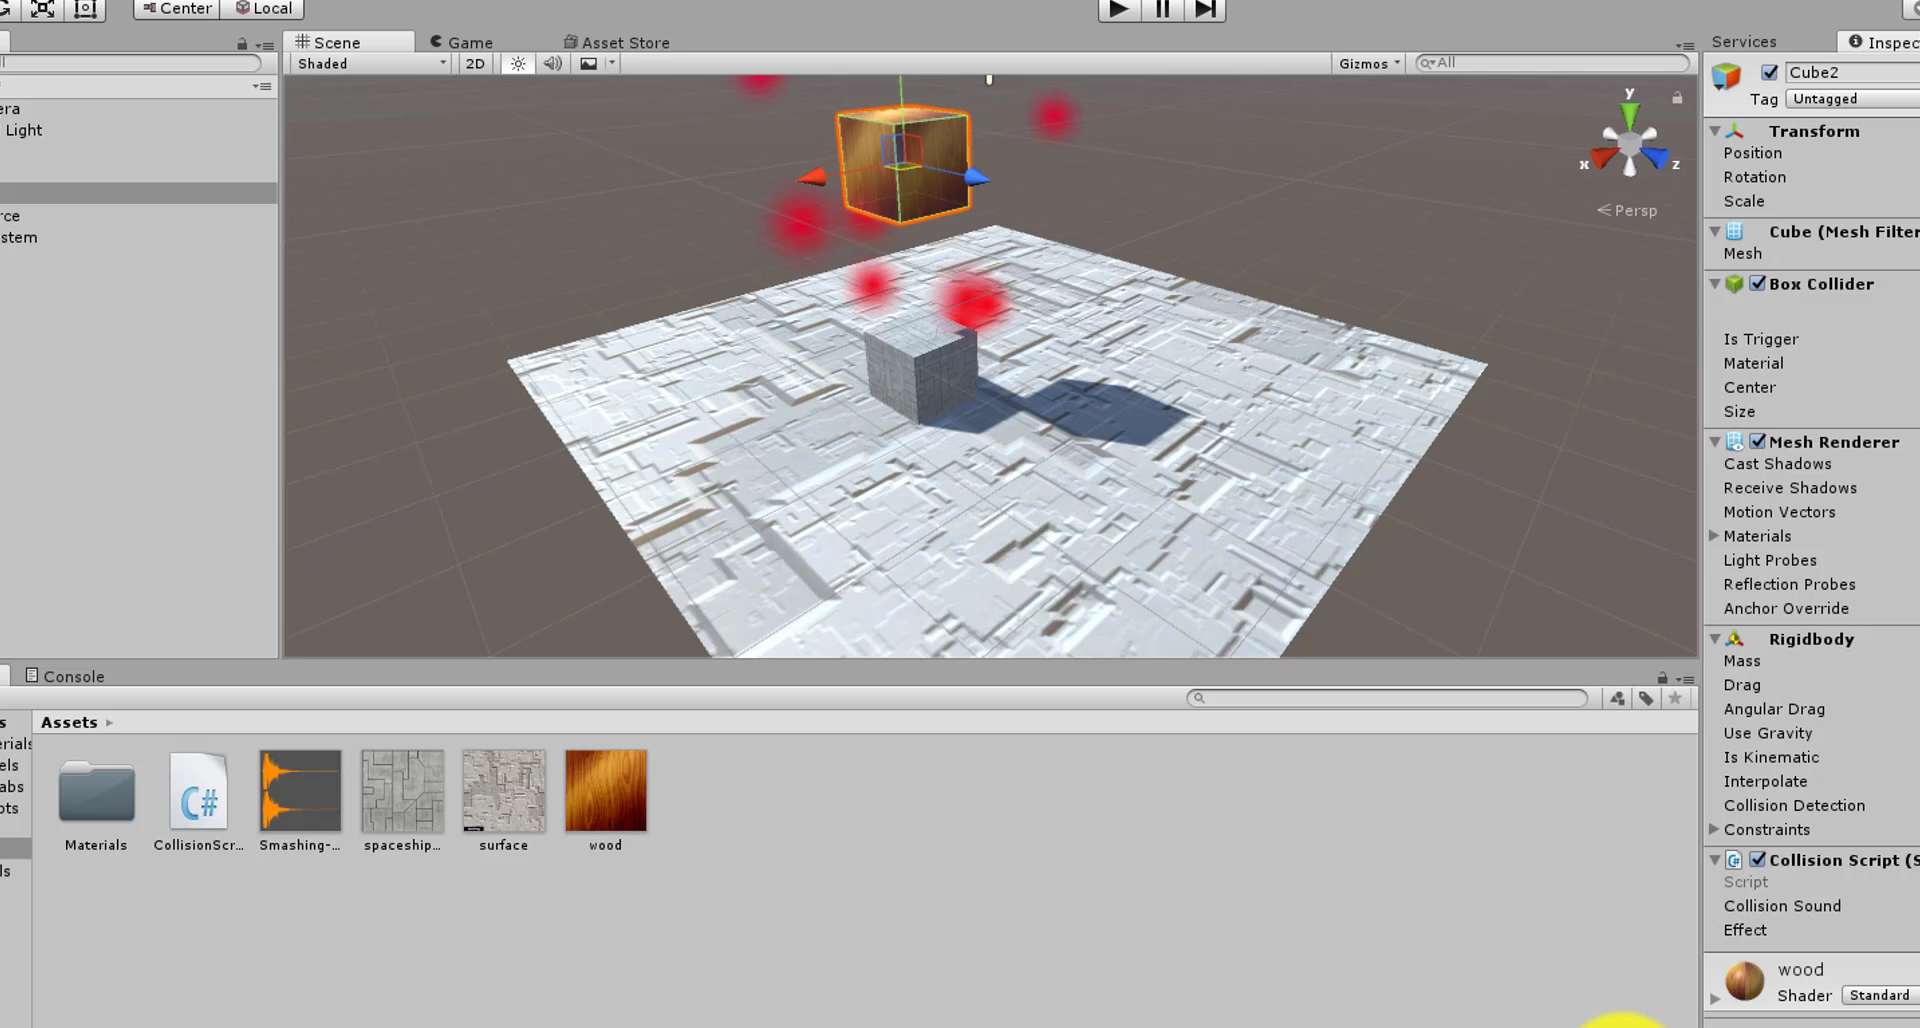 Center Local
Scene Game Asset Store
Services Inspec
Shaded 2D Gizmos All
Cube2
Tag Untagged
era
Light
rce
stem
y
x z
Persp
Transform
Position
Rotation
Scale
Cube (Mesh Filter
Mesh
Box Collider
Is Trigger
Material
Center
Size
Mesh Renderer
Cast Shadows
Receive Shadows
Motion Vectors
Materials
Light Probes
Reflection Probes
Anchor Override
Rigidbody
Mass
Drag
Angular Drag
Use Gravity
Is Kinematic
Interpolate
Collision Detection
Constraints
Collision Script (S
Script
Collision Sound
Effect
wood
Shader Standard
Console
Assets
s
erials
els
abs
pts
ls
C#
Materials CollisionScr... Smashing-... spaceship... surface wood